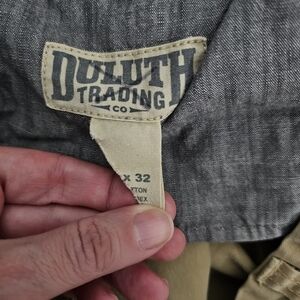 DULUTH
TRADING
CO
x 32